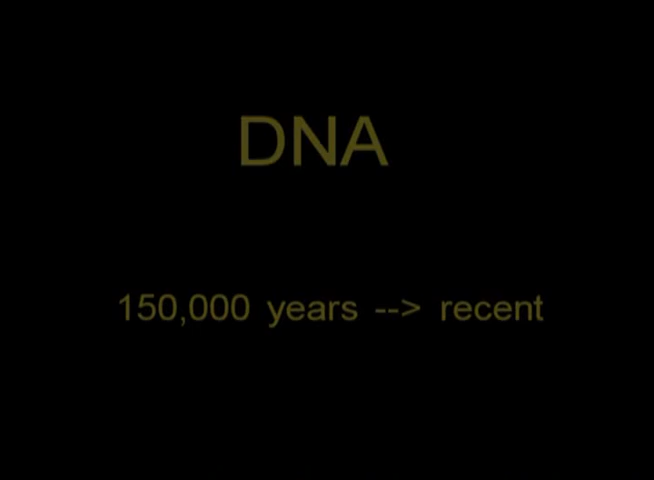 DNA
150,000 years --> recent